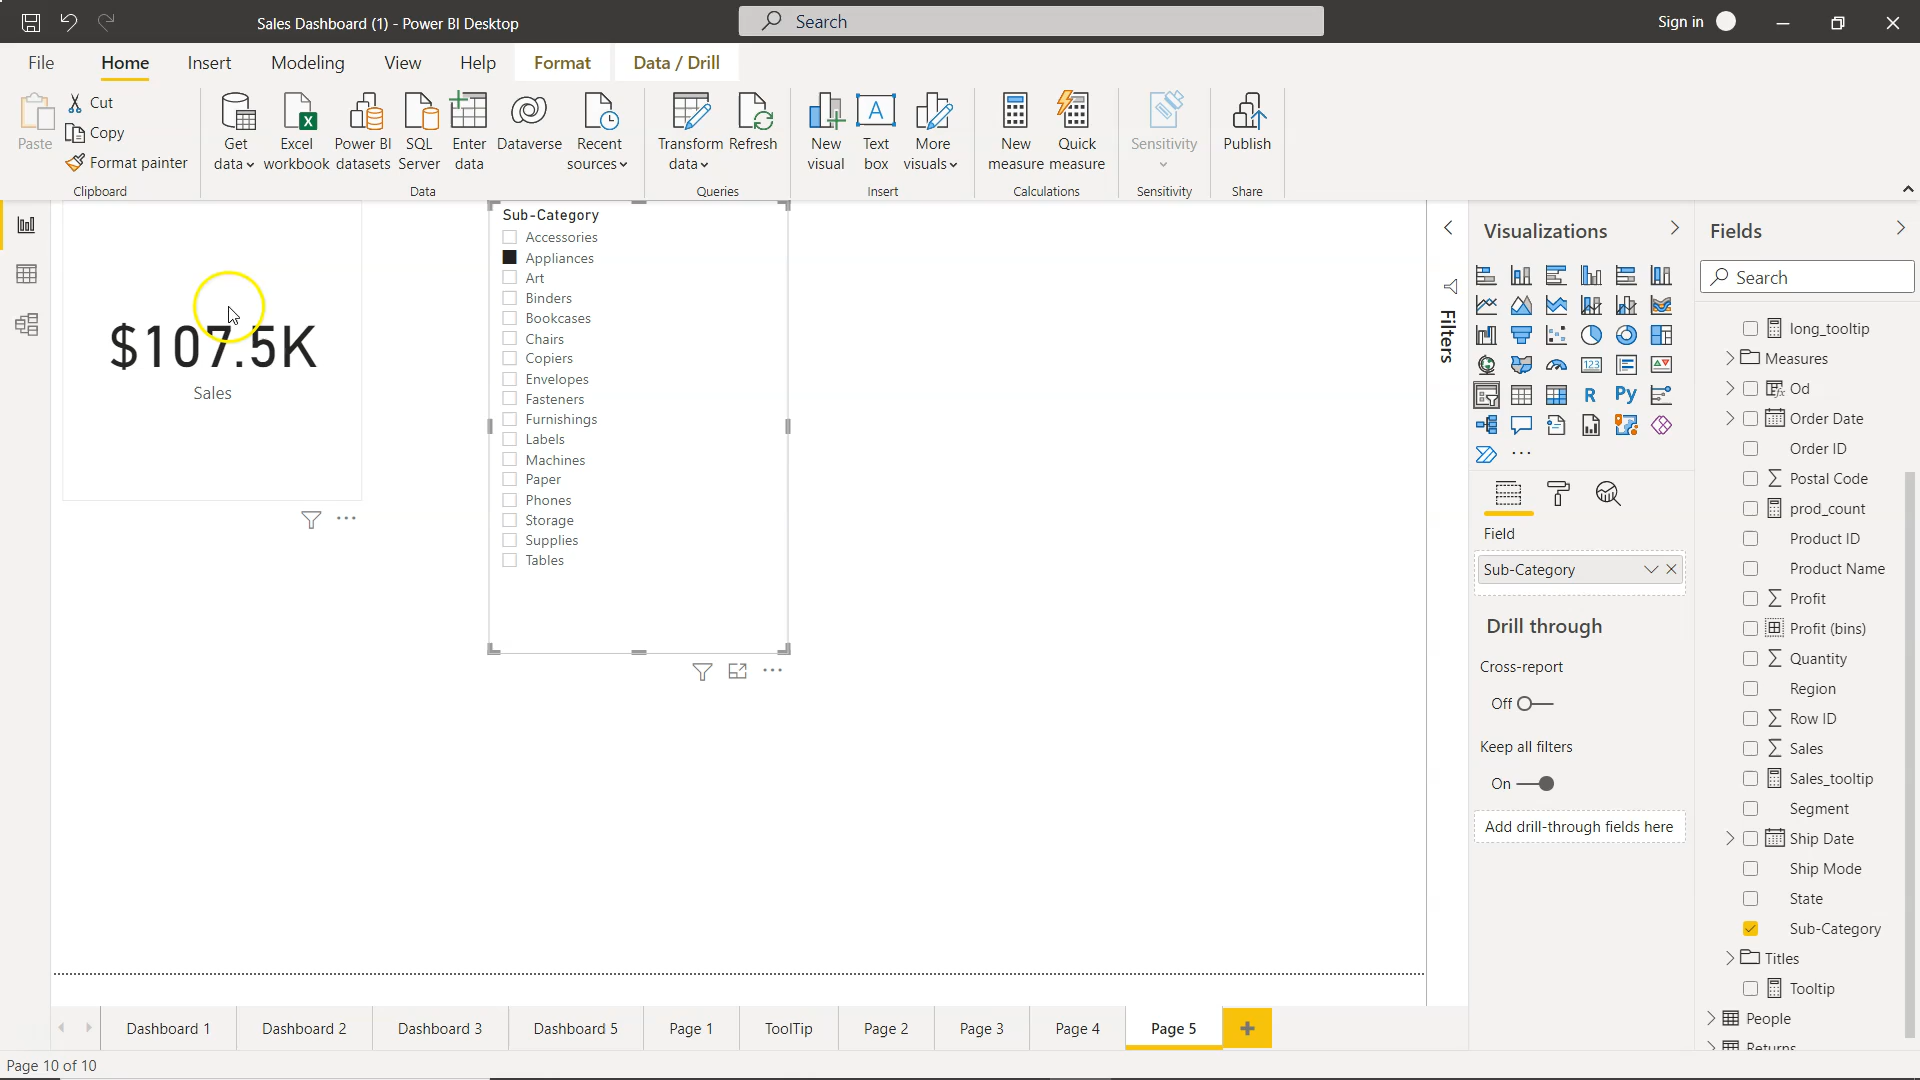 Sales Dashboard (1) - Power BI Desktop
Search
Sign in
File
Home
Insert
Modeling
View
Help
Format
Data / Drill
Paste
Cut
Copy
Format painter
Clipboard
Get
data
Excel
workbook
Power BI
datasets
SQL
Server
Enter
data
Dataverse
Recent
sources
Data
Transform
data
Refresh
Queries
New
visual
A
Text
box
More
visuals
Insert
New
measure
Quick
measure
Calculations
Sensitivity
Sensitivity
Publish
Share
$107.5K
Sales
Sub-Category
Accessories
Appliances
Art
Binders
Bookcases
Chairs
Copiers
Envelopes
Fasteners
Furnishings
Labels
Machines
Paper
Phones
Storage
Supplies
Tables
Filters
Visualizations
123
R
Py
Field
Sub-Category
Drill through
Cross-report
Off
Keep all filters
On
Add drill-through fields here
Fields
Search
long_tooltip
Measures
Od
Order Date
Order ID
Postal Code
prod_count
Product ID
Product Name
Profit
Profit (bins)
Quantity
Region
Row ID
Sales
Sales_tooltip
Segment
Ship Date
Ship Mode
State
Sub-Category
Titles
Tooltip
People
Returns
Dashboard 1
Dashboard 2
Dashboard 3
Dashboard 5
Page 1
ToolTip
Page 2
Page 3
Page 4
Page 5
Page 10 of 10